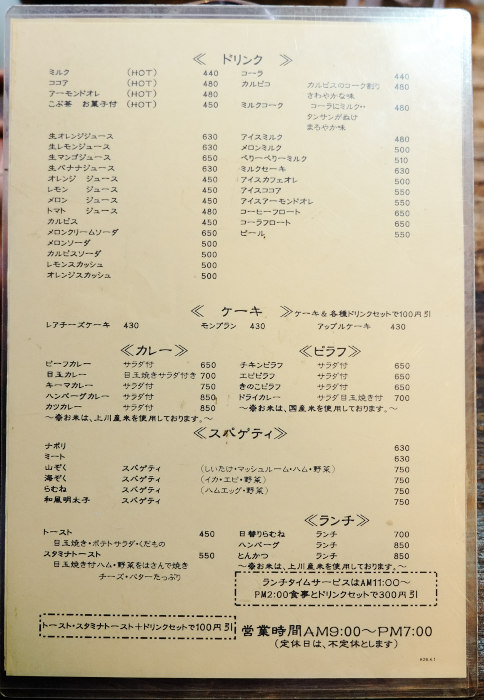 ≪ ドリンク ≫
ミルク (HOT) 440
ココア (HOT) 480
アーモンドオレ (HOT) 480
こぶ茶 お菓子付 (HOT) 450
生オレンジジュース 630
生レモンジュース 630
生マンゴジュース 650
生バナナジュース 630
オレンジ ジュース 450
レモン ジュース 450
メロン ジュース 450
トマト ジュース 480
カルピス 450
メロンクリームソーダ 650
メロンソーダ 500
カルピスソーダ 500
レモンスカッシュ 500
オレンジスカッシュ 500
コーラ 440
カルピコ カルピスのコーク割り 480
さわやかな味
ミルクコーク コーラにミルク‥ 480
タンサンがぬけ
まろやか味
アイスミルク 480
メロンミルク 500
べりーべりーミルク 510
ミルクセーキ 630
アイスカフェオレ 550
アイスココア 550
アイスアーモンドオレ 550
コーヒーフロート 650
コーラフロート 650
ビール 550
≪ ケーキ ≫ケーキ&各種ドリンクセットで100円引
レアチーズケーキ 430 モンブラン 430 アップルケーキ 430
≪カレー≫
ビーフカレー サラダ付 650
目玉カレー 目玉焼きサラダ付き 700
キーマカレー サラダ付 750
ハンバーグカレー サラダ付 850
カツカレー サラダ付 850
～※お米は、上川産米を使用しております。～
≪ピラフ≫
チキンピラフ サラダ付 650
エビピラフ サラダ付 650
きのこピラフ サラダ付 650
ドライカレー サラダ目玉焼付 700
～※お米は、国産米を使用しております。～
≪スパゲティ≫
ナポリ 630
ミート 630
山ぞく スパゲティ (しいたけ・マッシュルーム・ハム・野菜) 750
海ぞく スパゲティ (イカ・エビ・野菜) 750
らむね スパゲティ (ハムエッグ・野菜) 750
和風明太子 スパゲティ 750
トースト 450
目玉焼き・ポテトサラダ・くだもの
スタミナトースト 550
目玉焼き付ハム・野菜をはさんで焼き
チーズ・バターたっぷり
≪ランチ≫
日替りらむね ランチ 700
ハンバーグ ランチ 850
とんかつ ランチ 850
～※お米は、上川産米を使用しております。～
ランチタイムサービスはAM11:00～
PM2:00食事とドリンクセットで300円引
トースト・スタミナトースト+ドリンクセットで100円引
営業時間AM9:00～PM7:00
(定休日は、不定休とします)